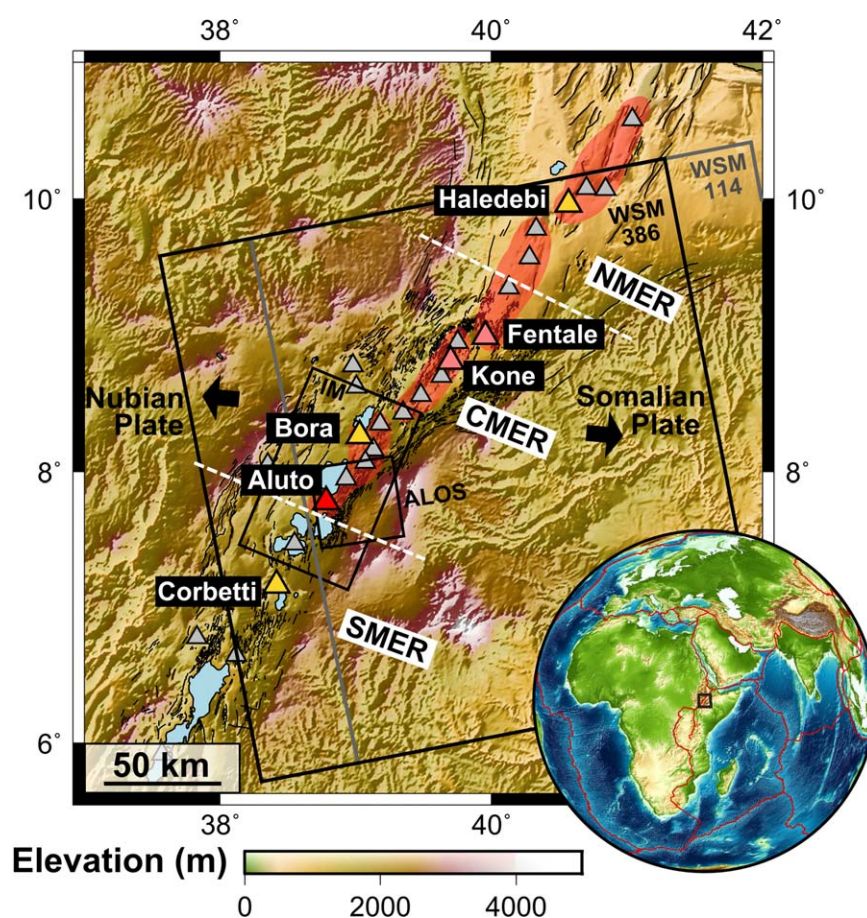 38°
40°
42
10°
10°
WSM
114
Haledebi
WSM
386
NMER
Fentale
Kone
IM
Nubian
Plate
Somalian
Plate
Bora
CMER
8°
8°
Aluto
ALOS
Corbetti
SMER
6°
50 km
38°
40°
Elevation (m)
0
2000
4000